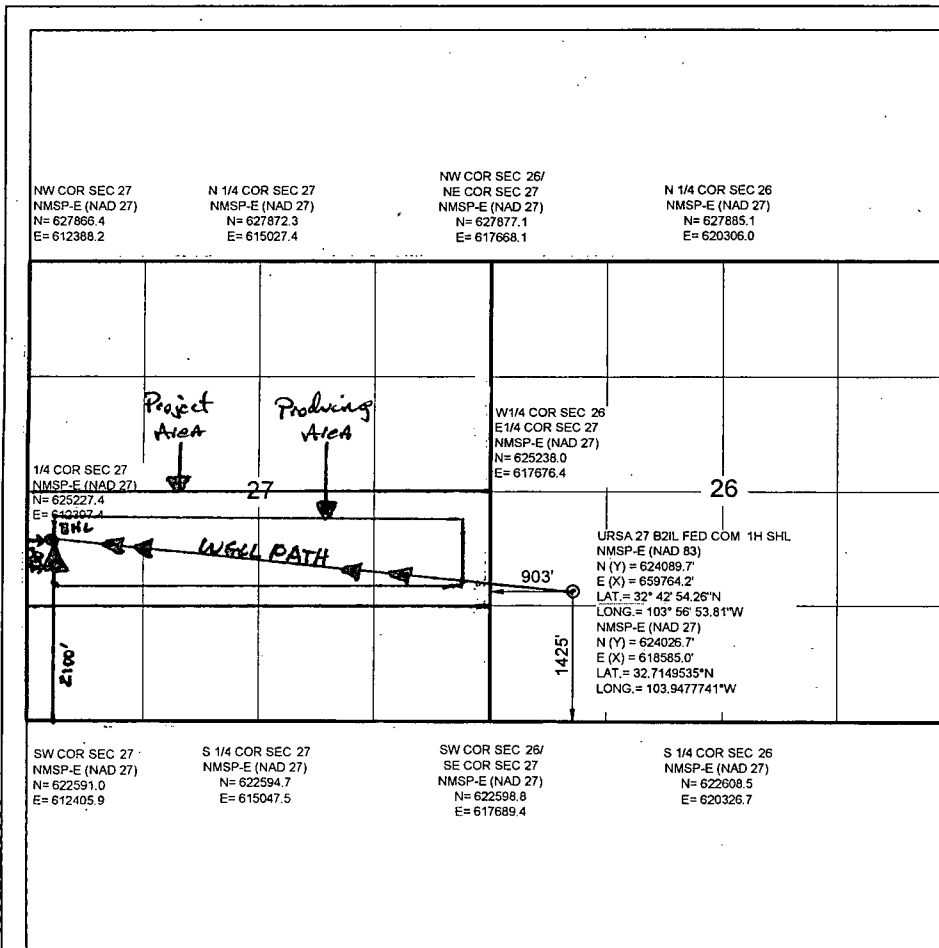 NW COR SEC 27
NMSP-E (NAD 27)
N= 627866.4
E= 612388.2
N 1/4 COR SEC 27
NMSP-E (NAD 27)
N= 627872.3
E= 615027.4
NW COR SEC 26/
NE COR SEC 27
NMSP-E (NAD 27)
N= 627877.1
E= 617668.1
N 1/4 COR SEC 26
NMSP-E (NAD 27)
N= 627885.1
E= 620306.0
Project
Area
Producing
Area
W1/4 COR SEC 26
E1/4 COR SEC 27
NMSP-E (NAD 27)
N= 625238.0
E= 617676.4
1/4 COR SEC 27
NMSP-E (NAD 27)
N= 625227.4
E= 612397.4
27
26
BHL
WELL PATH
903'
1425'
2100'
URSA 27 B2IL FED COM 1H SHL
NMSP-E (NAD 83)
N (Y) = 624089.7'
E (X) = 659764.2'
LAT.= 32° 42' 54.26"N
LONG.= 103° 56' 53.81"W
NMSP-E (NAD 27)
N (Y) = 624026.7'
E (X) = 618585.0'
LAT.= 32.7149535°N
LONG.= 103.9477741°W
SW COR SEC 27
NMSP-E (NAD 27)
N= 622591.0
E= 612405.9
S 1/4 COR SEC 27
NMSP-E (NAD 27)
N= 622594.7
E= 615047.5
SW COR SEC 26/
SE COR SEC 27
NMSP-E (NAD 27)
N= 622598.8
E= 617689.4
S 1/4 COR SEC 26
NMSP-E (NAD 27)
N= 622608.5
E= 620326.7